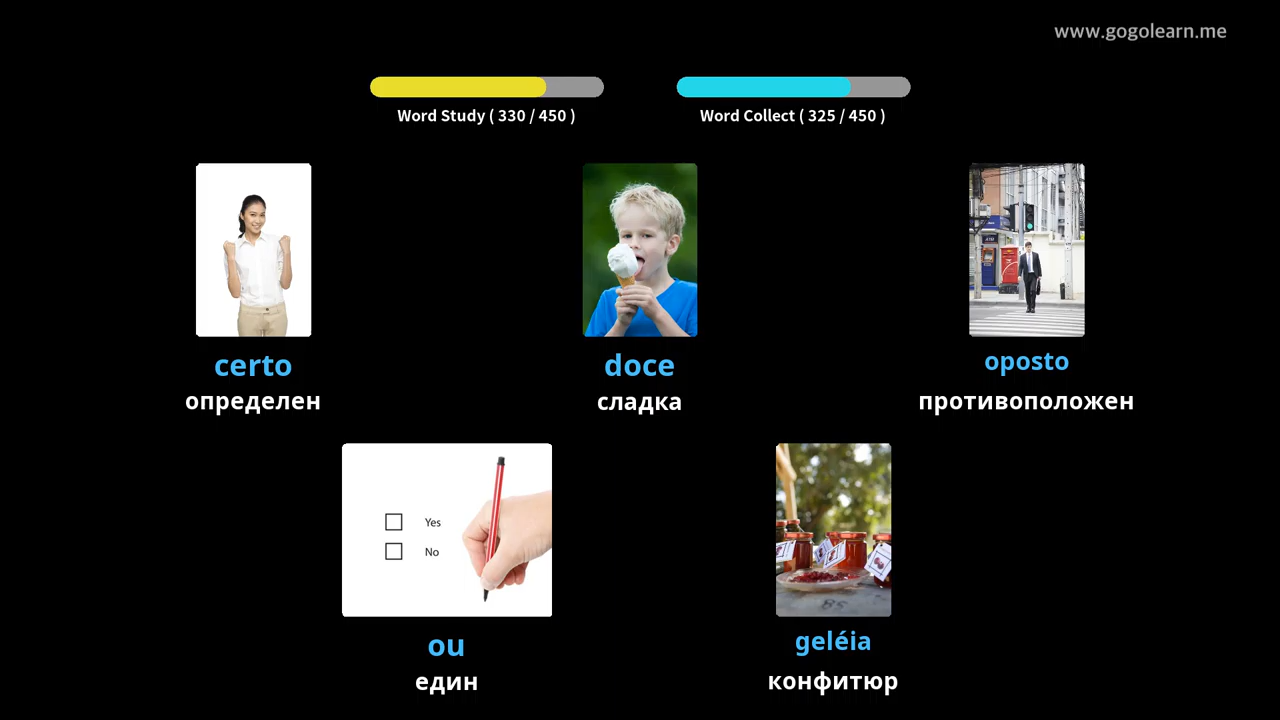 www.gogolearn.me
Word Study ( 330 / 450 )
Word Collect ( 325 / 450 )
certo
doce
oposto
определен
сладка
противоположен
Yes
No
ou
geléia
един
конфитюр